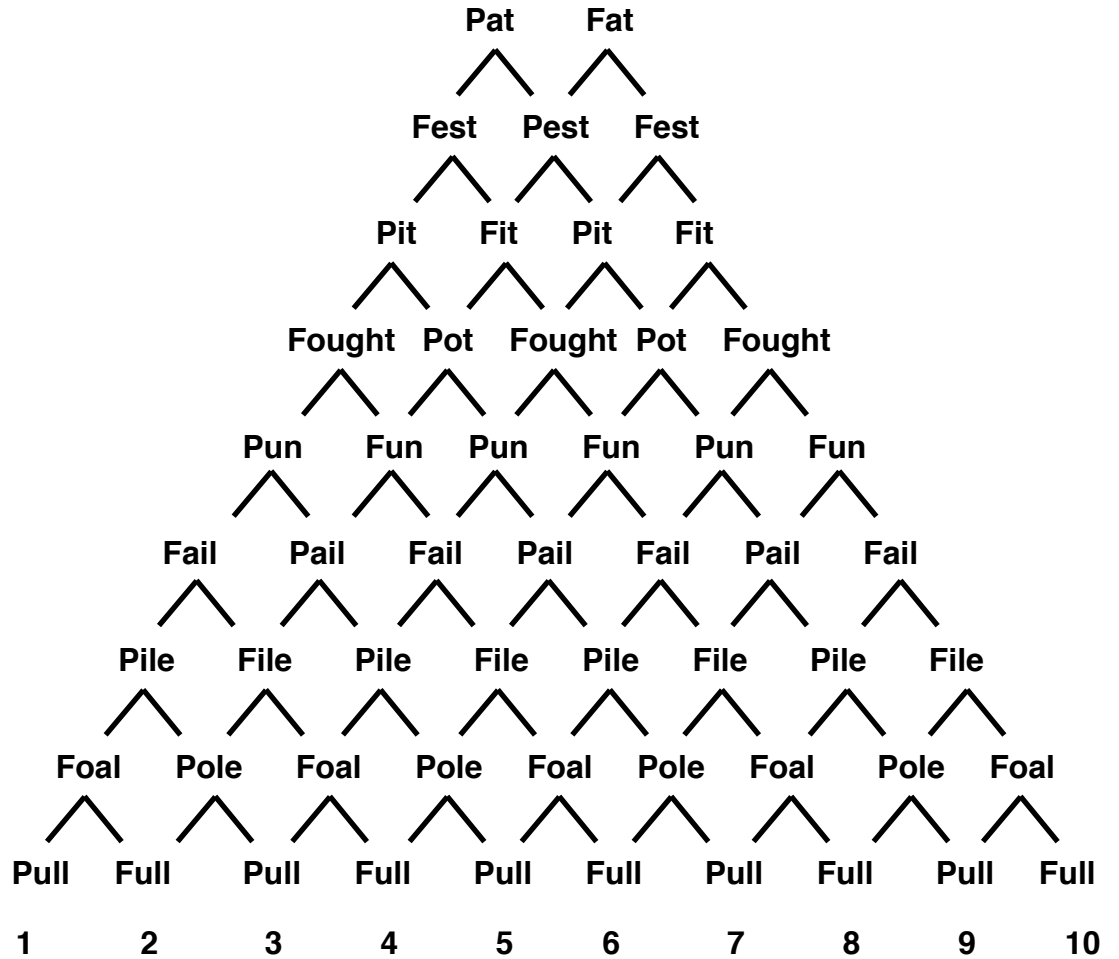 Pat Fat
Fest Pest Fest
Pit Fit Pit Fit
Fought Pot Fought Pot Fought
Pun Fun Pun Fun Pun Fun
Fail Pail Fail Pail Fail Pail Fail
Pile File Pile File Pile File Pile File
Foal Pole Foal Pole Foal Pole Foal Pole Foal
Pull Full Pull Full Pull Full Pull Full Pull Full
1 2 3 4 5 6 7 8 9 10